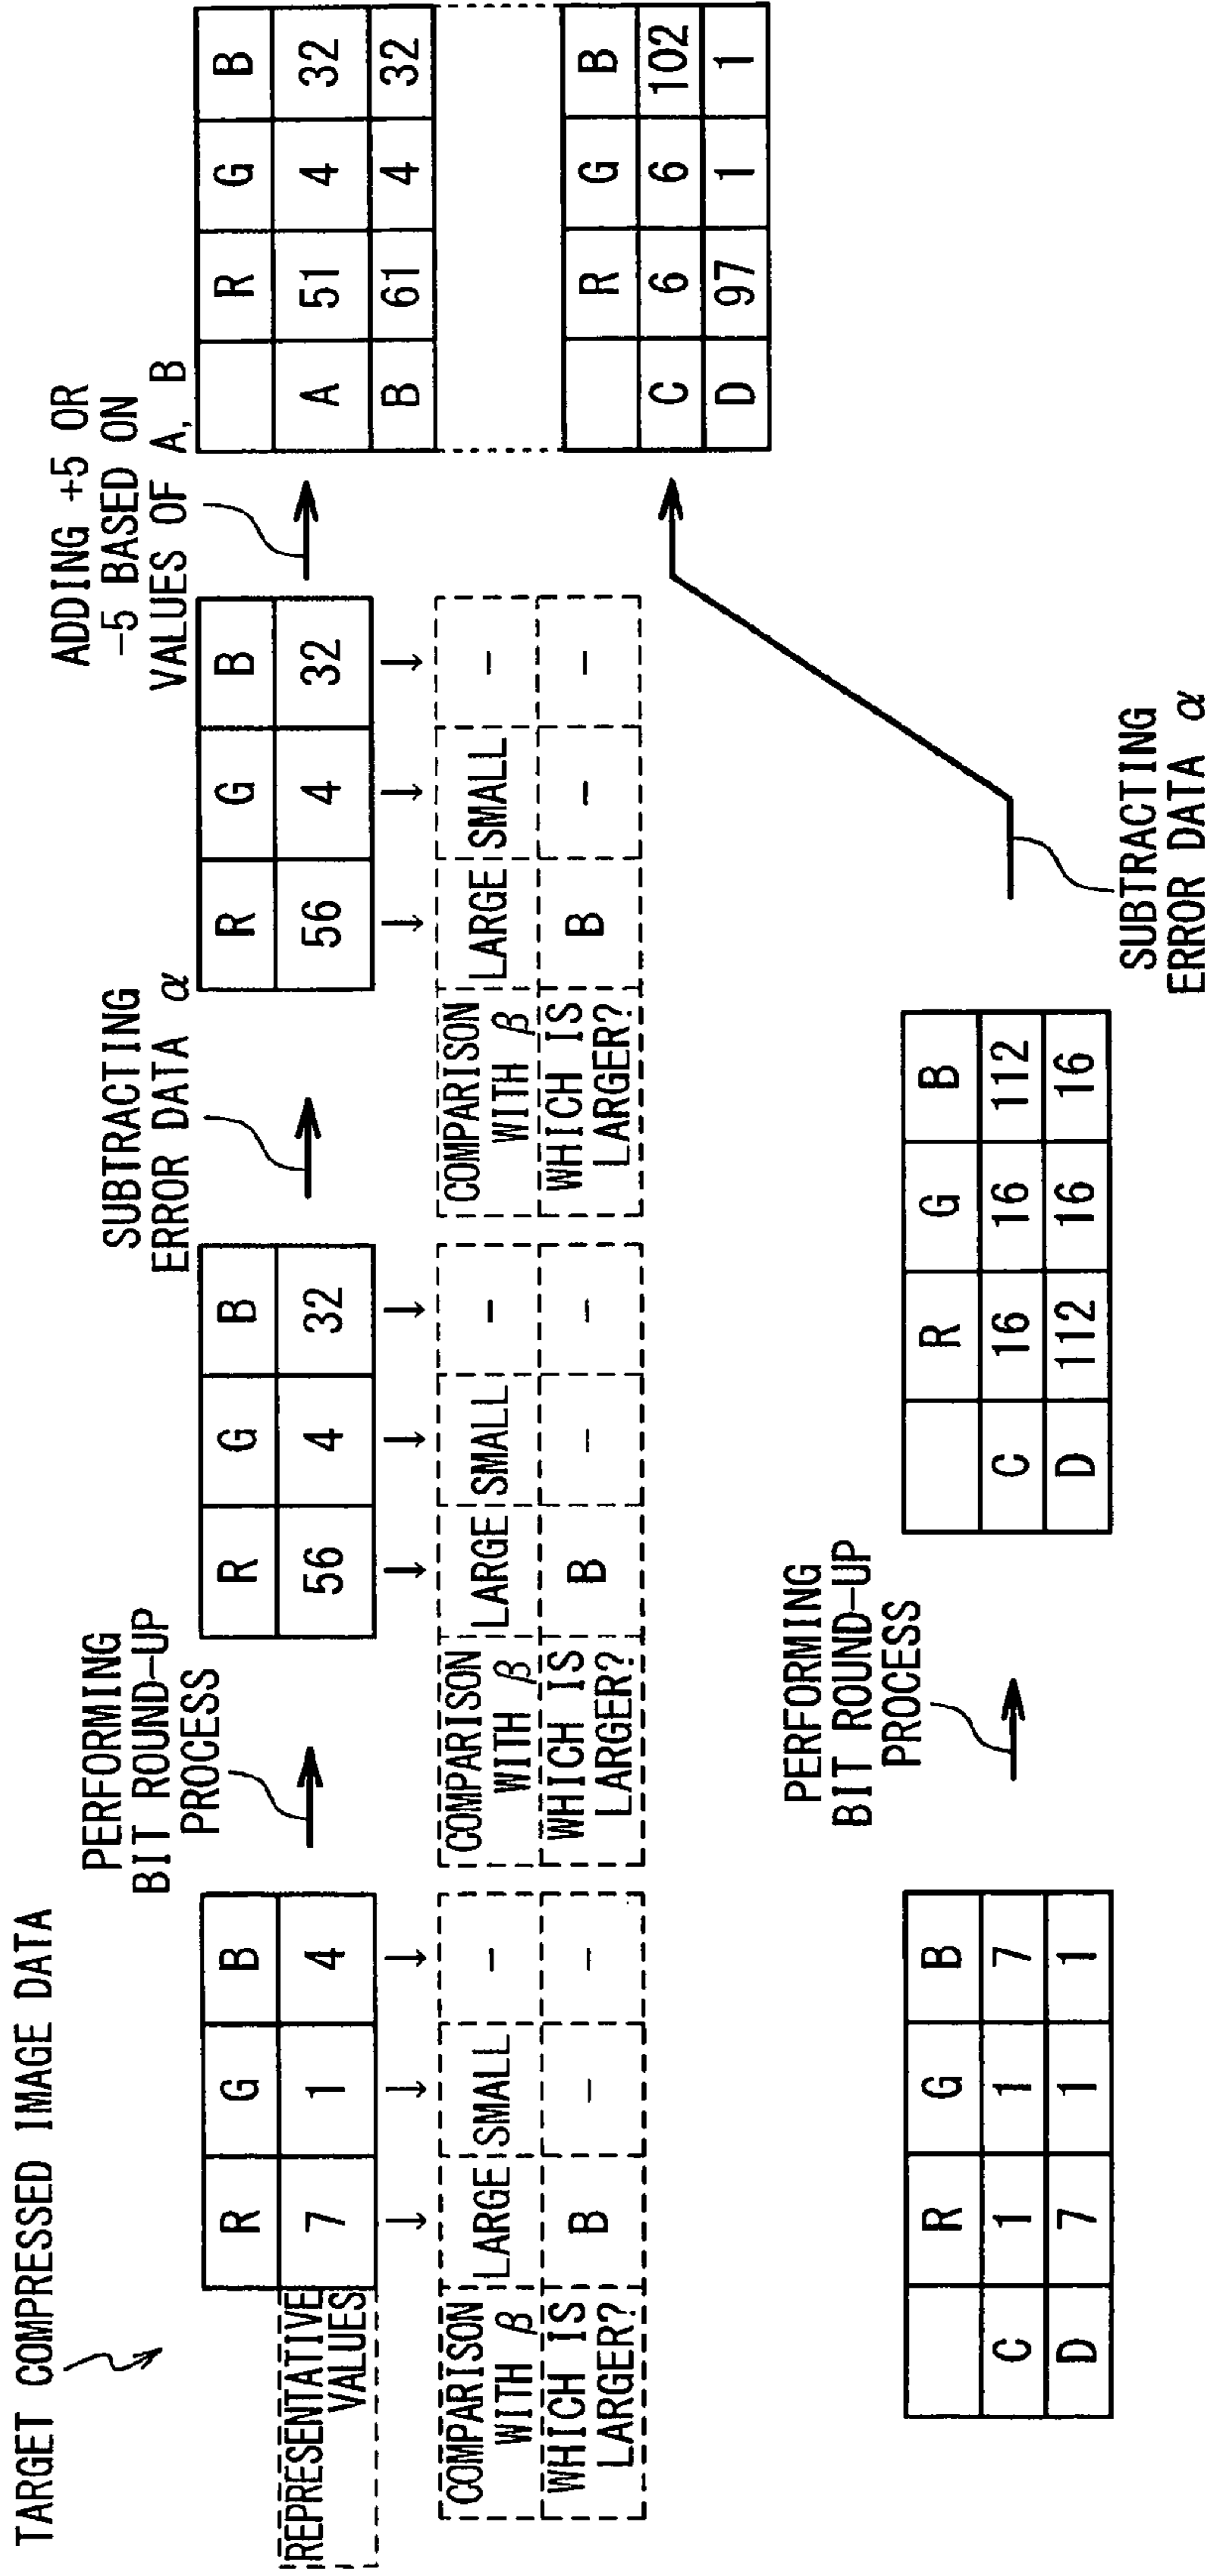 TARGET COMPRESSED IMAGE DATA
R G B
REPRESENTATIVE
VALUES
7 1 4
↓ ↓ ↓
COMPARISON
WITH β
LARGE SMALL -
WHICH IS
LARGER?
B - -
PERFORMING
BIT ROUND-UP
PROCESS
R G B
56 4 32
↓ ↓ ↓
COMPARISON
WITH β
LARGE SMALL -
WHICH IS
LARGER?
B - -
SUBTRACTING
ERROR DATA α
R G B
56 4 32
↓ ↓ ↓
COMPARISON
WITH β
LARGE SMALL -
WHICH IS
LARGER?
B - -
ADDING +5 OR
-5 BASED ON
VALUES OF A, B
R G B
A 51 4 32
B 61 4 32
R G B
C 1 1 7
D 7 1 1
PERFORMING
BIT ROUND-UP
PROCESS
R G B
C 16 16 112
D 112 16 16
SUBTRACTING
ERROR DATA α
R G B
C 6 6 102
D 97 1 1